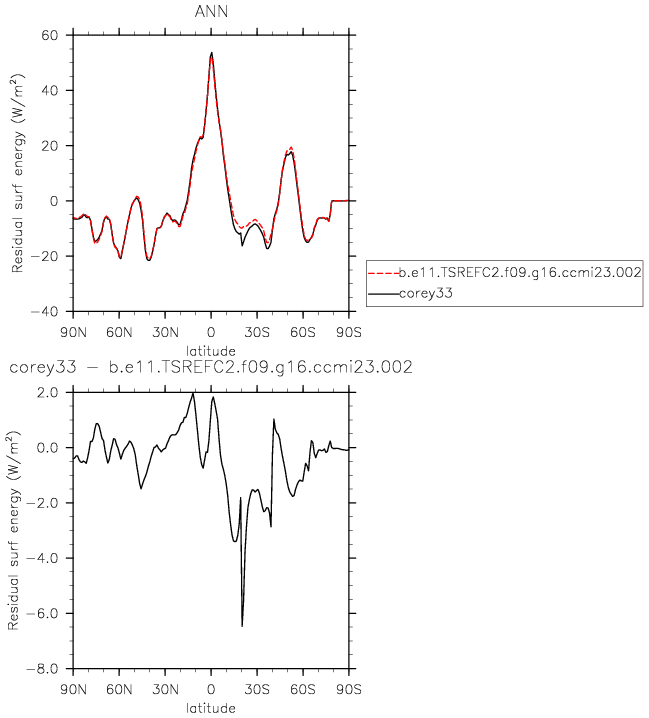 ANN
60
40
20
0
−20
−40
Residual surf energy (W/m²)
90N 60N 30N 0 30S 60S 90S
latitude
b.e11.TSREFC2.f09.g16.ccmi23.002
corey33
corey33 − b.e11.TSREFC2.f09.g16.ccmi23.002
2.0
0.0
−2.0
−4.0
−6.0
−8.0
Residual surf energy (W/m²)
90N 60N 30N 0 30S 60S 90S
latitude